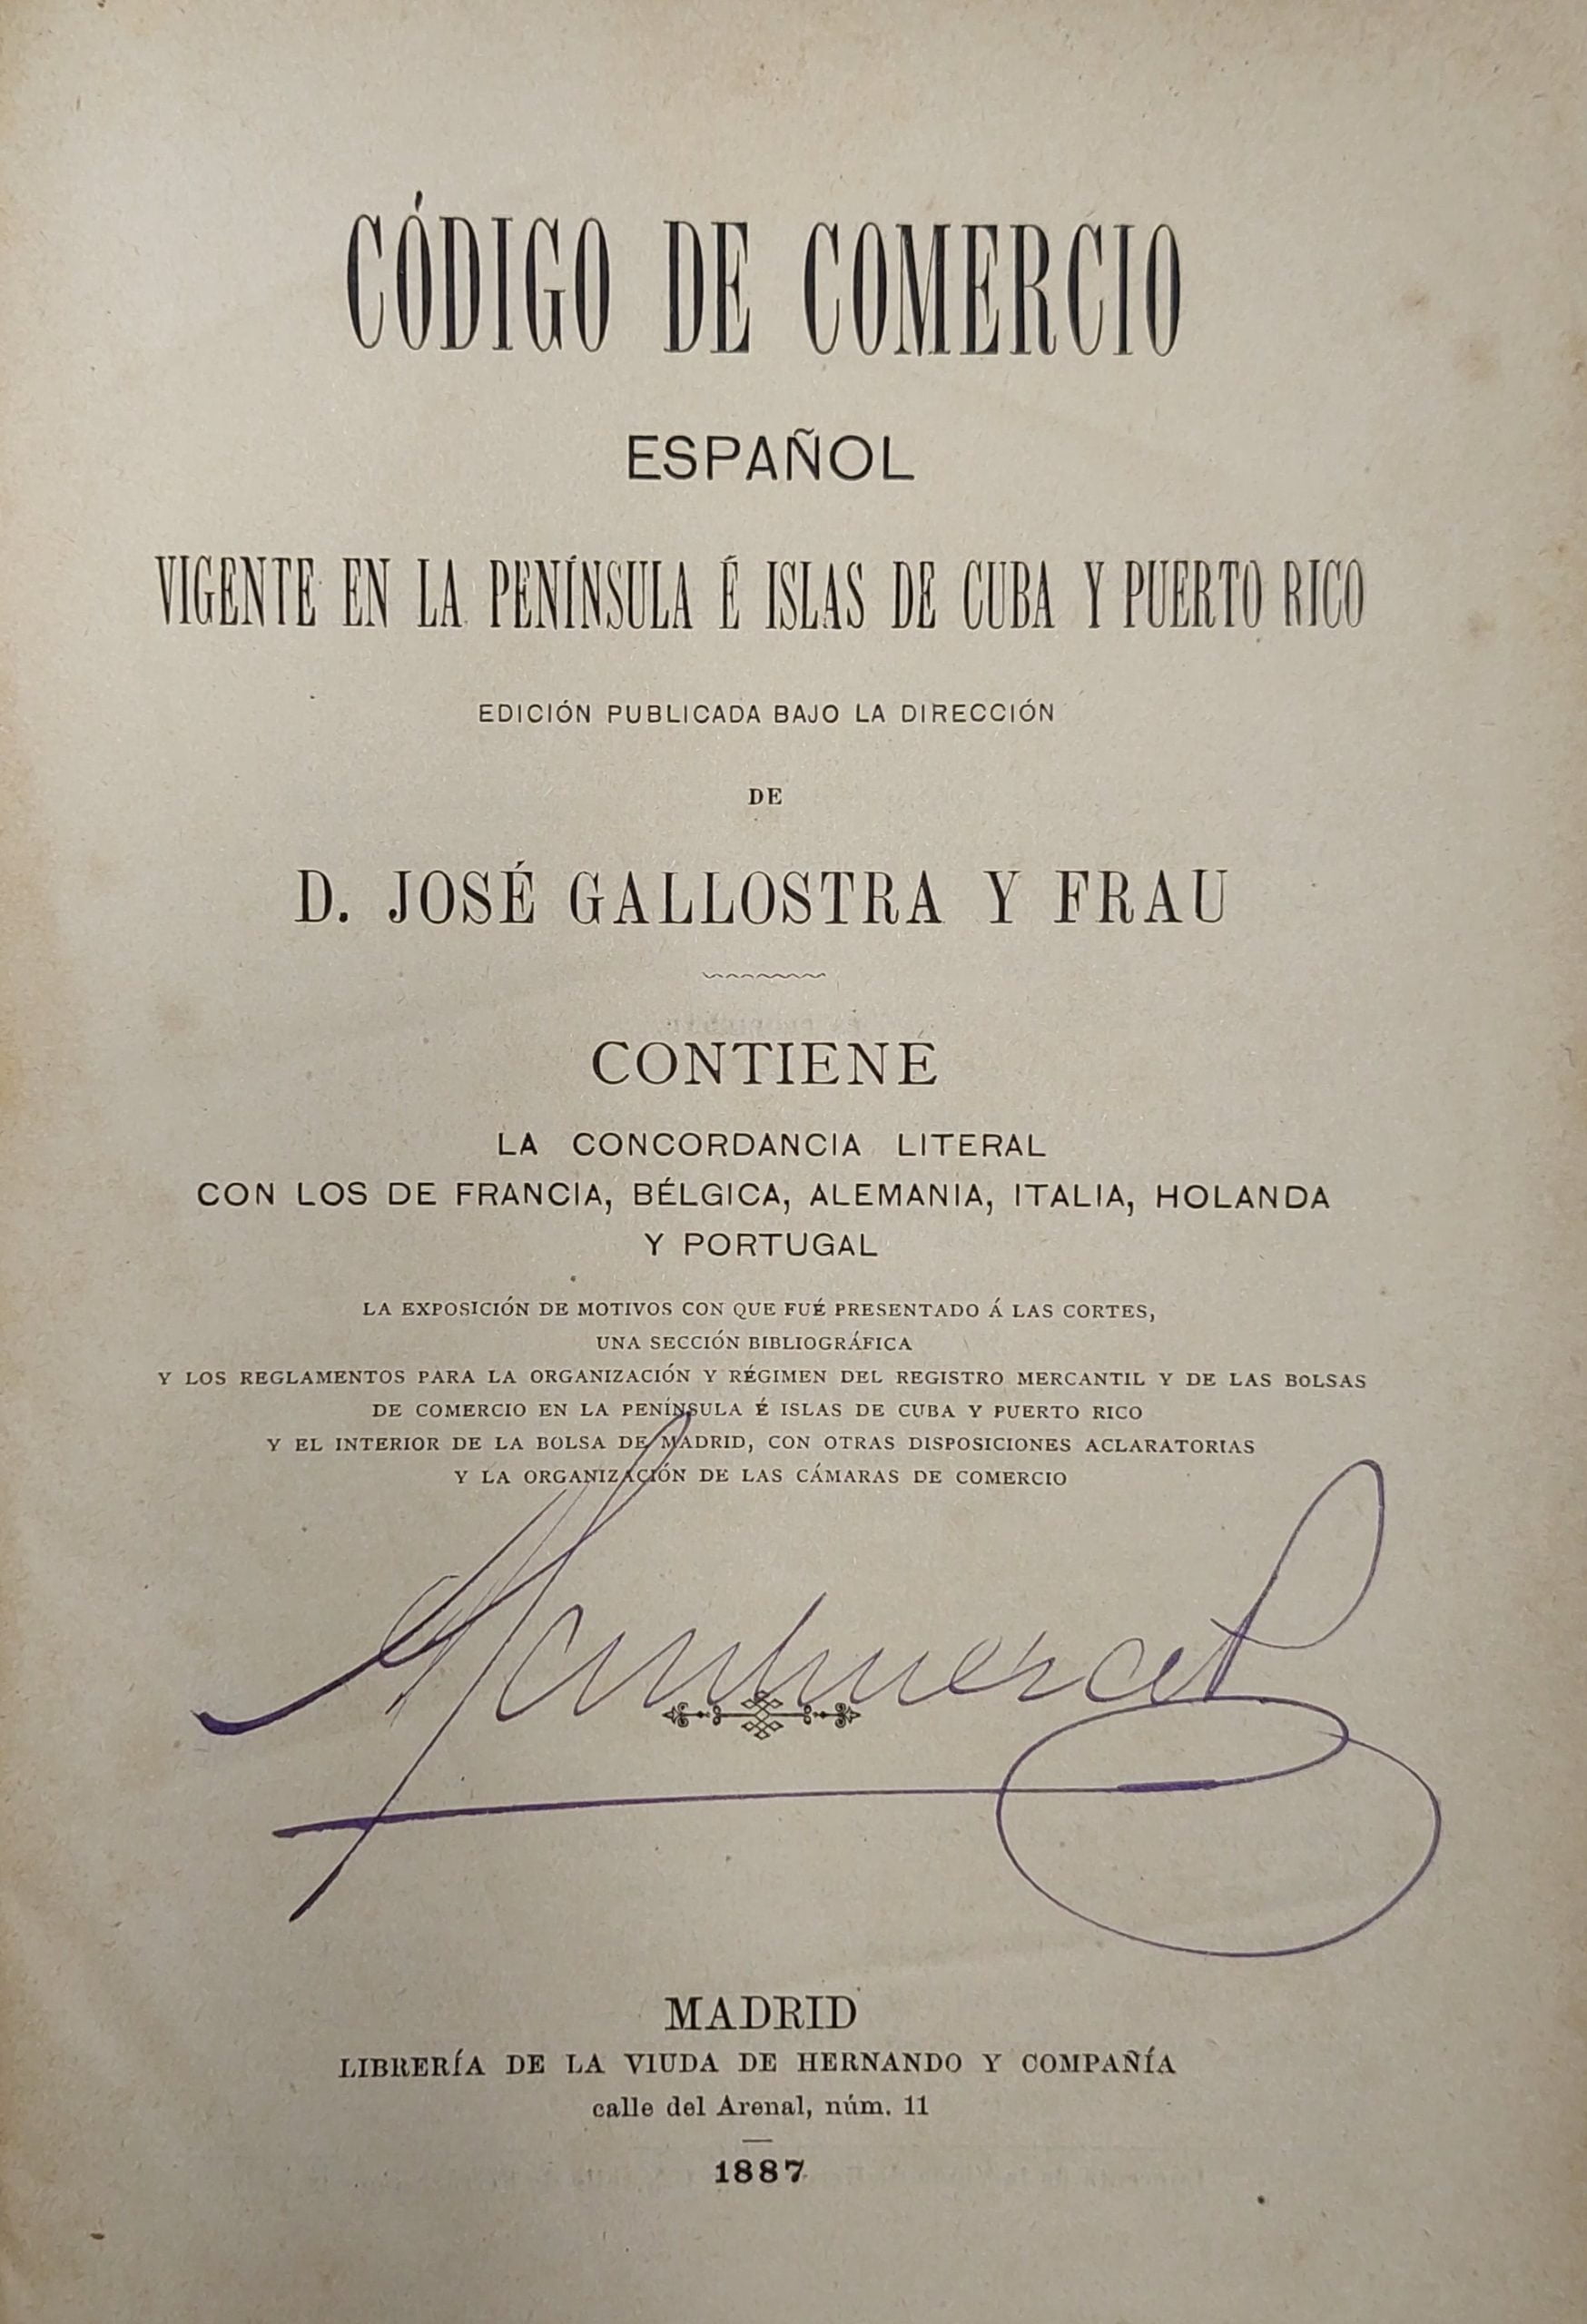 CÓDIGO DE COMERCIO
ESPAÑOL
VIGENTE EN LA PENÍNSULA É ISLAS DE CUBA Y PUERTO RICO
EDICIÓN PUBLICADA BAJO LA DIRECCIÓN
DE
D. JOSÉ GALLOSTRA Y FRAU
CONTIENE
LA CONCORDANCIA LITERAL
CON LOS DE FRANCIA, BÉLGICA, ALEMANIA, ITALIA, HOLANDA
Y PORTUGAL
LA EXPOSICIÓN DE MOTIVOS CON QUE FUÉ PRESENTADO Á LAS CORTES,
UNA SECCIÓN BIBLIOGRÁFICA
Y LOS REGLAMENTOS PARA LA ORGANIZACIÓN Y RÉGIMEN DEL REGISTRO MERCANTIL Y DE LAS BOLSAS
DE COMERCIO EN LA PENÍNSULA É ISLAS DE CUBA Y PUERTO RICO
Y EL INTERIOR DE LA BOLSA DE MADRID, CON OTRAS DISPOSICIONES ACLARATORIAS
Y LA ORGANIZACIÓN DE LAS CÁMARAS DE COMERCIO
MADRID
LIBRERÍA DE LA VIUDA DE HERNANDO Y COMPAÑÍA
calle del Arenal, núm. 11
1887